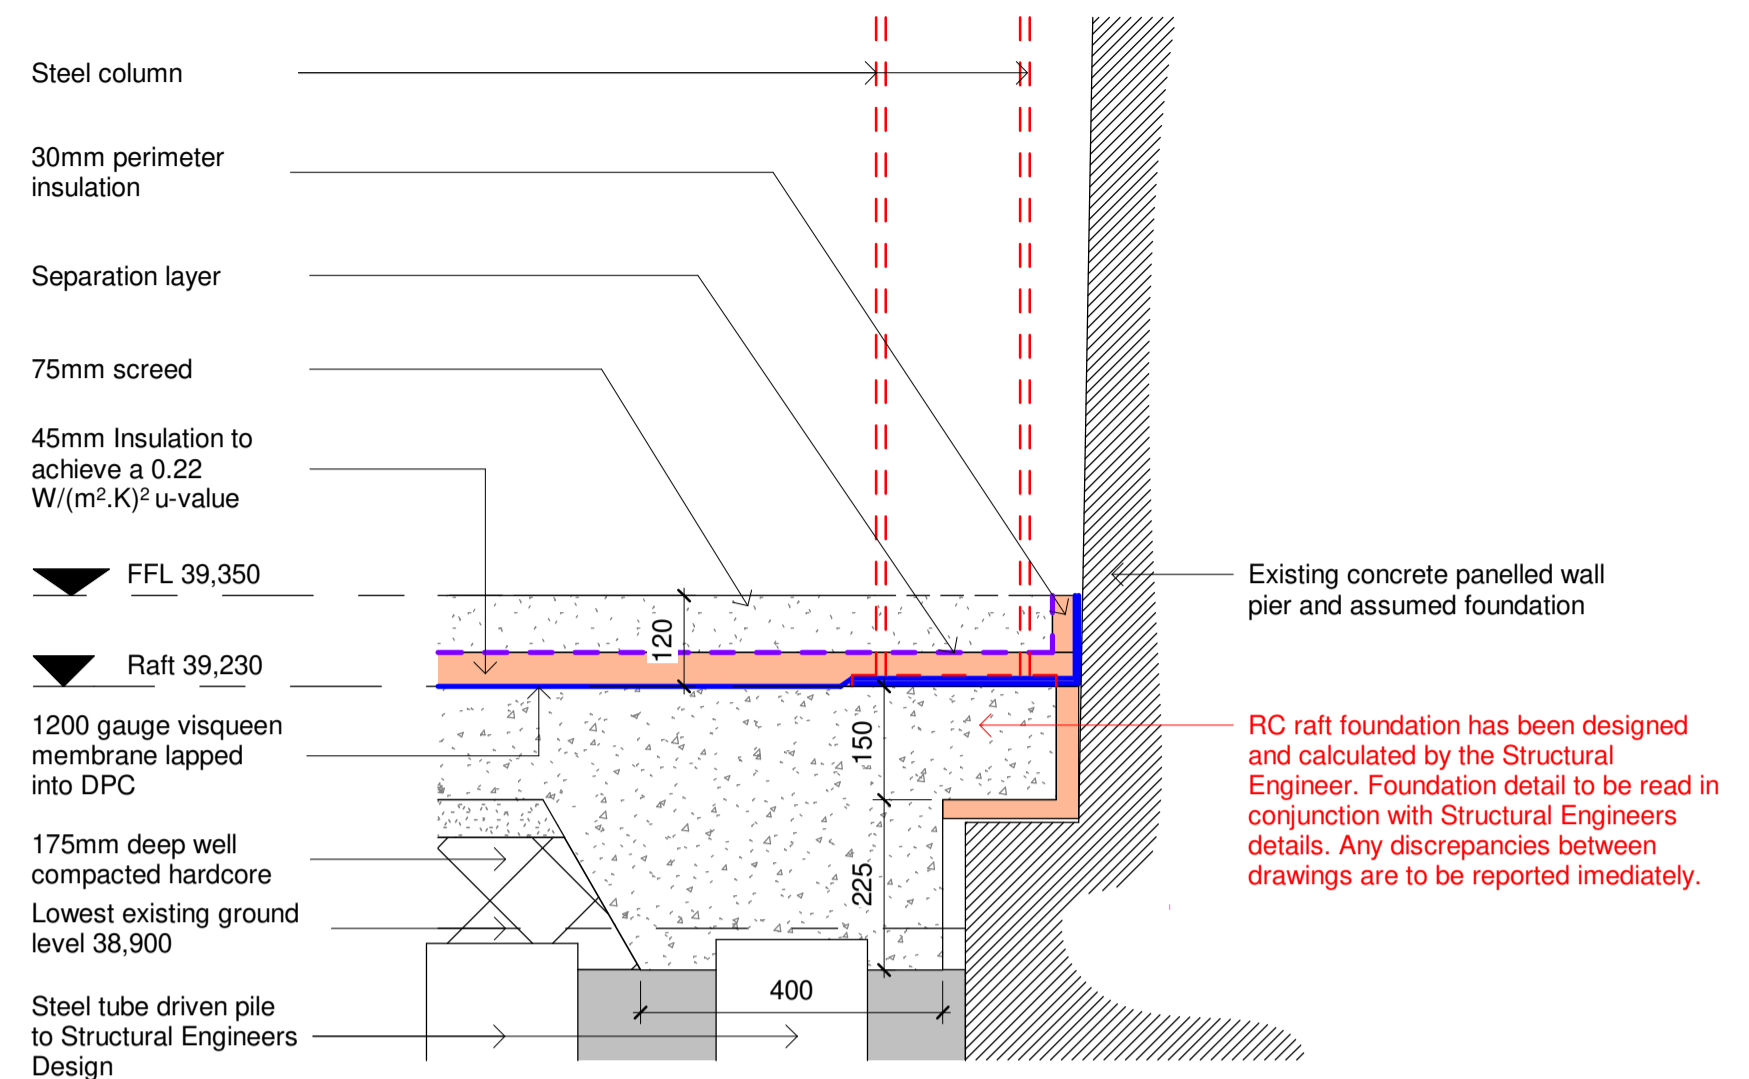 Steel column
30mm perimeter
insulation
Separation layer
75mm screed
45mm Insulation to
achieve a 0.22
W/(m².K)² u-value
FFL 39,350
Raft 39,230
1200 gauge visqueen
membrane lapped
into DPC
175mm deep well
compacted hardcore
Lowest existing ground
level 38,900
Steel tube driven pile
to Structural Engineers
Design
120
150
225
400
Existing concrete panelled wall
pier and assumed foundation
RC raft foundation has been designed
and calculated by the Structural
Engineer. Foundation detail to be read in
conjunction with Structural Engineers
details. Any discrepancies between
drawings are to be reported imediately.